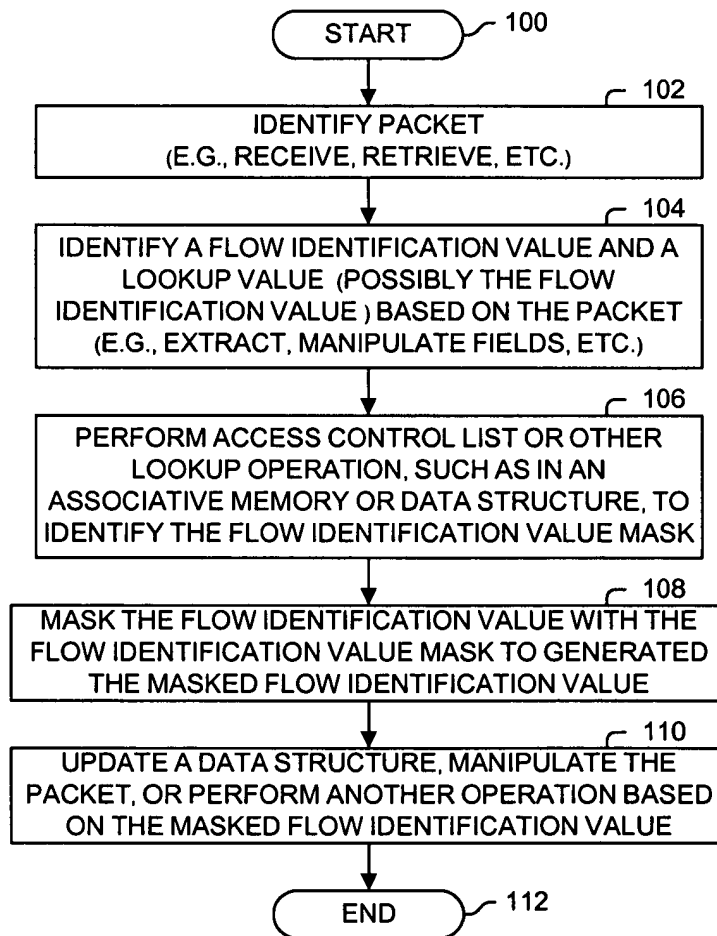 START
100
102
IDENTIFY PACKET
(E.G., RECEIVE, RETRIEVE, ETC.)
104
IDENTIFY A FLOW IDENTIFICATION VALUE AND A
LOOKUP VALUE (POSSIBLY THE FLOW
IDENTIFICATION VALUE) BASED ON THE PACKET
(E.G., EXTRACT, MANIPULATE FIELDS, ETC.)
106
PERFORM ACCESS CONTROL LIST OR OTHER
LOOKUP OPERATION, SUCH AS IN AN
ASSOCIATIVE MEMORY OR DATA STRUCTURE, TO
IDENTIFY THE FLOW IDENTIFICATION VALUE MASK
108
MASK THE FLOW IDENTIFICATION VALUE WITH THE
FLOW IDENTIFICATION VALUE MASK TO GENERATED
THE MASKED FLOW IDENTIFICATION VALUE
110
UPDATE A DATA STRUCTURE, MANIPULATE THE
PACKET, OR PERFORM ANOTHER OPERATION BASED
ON THE MASKED FLOW IDENTIFICATION VALUE
END
112